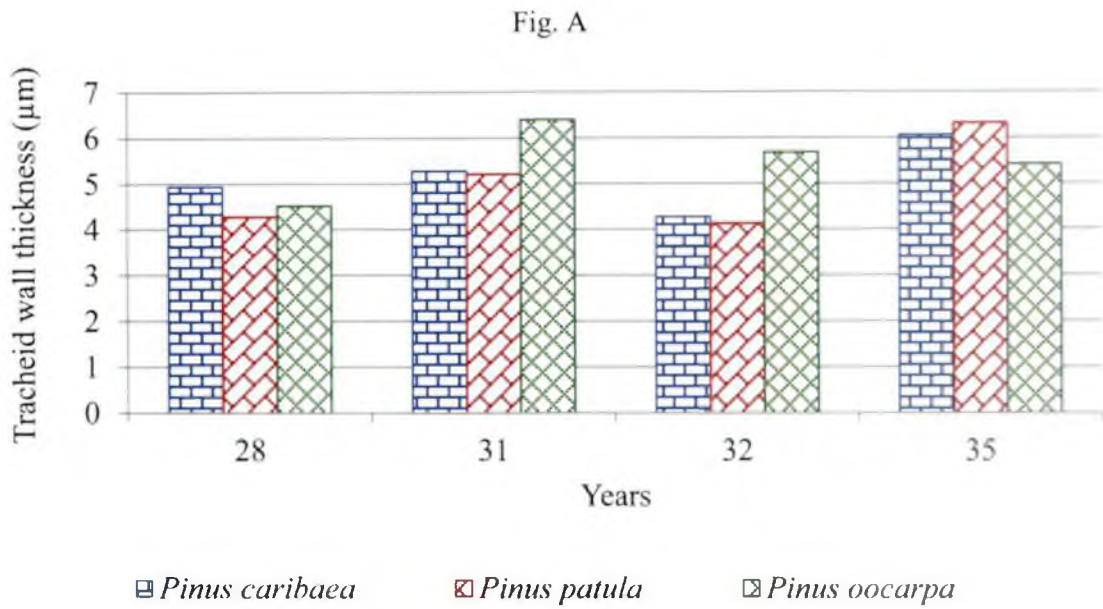 Fig. A
Tracheid wall thickness (µm)
7
6
5
4
3
2
1
0
28 31 32 35
Years
Pinus caribaea Pinus patula Pinus oocarpa